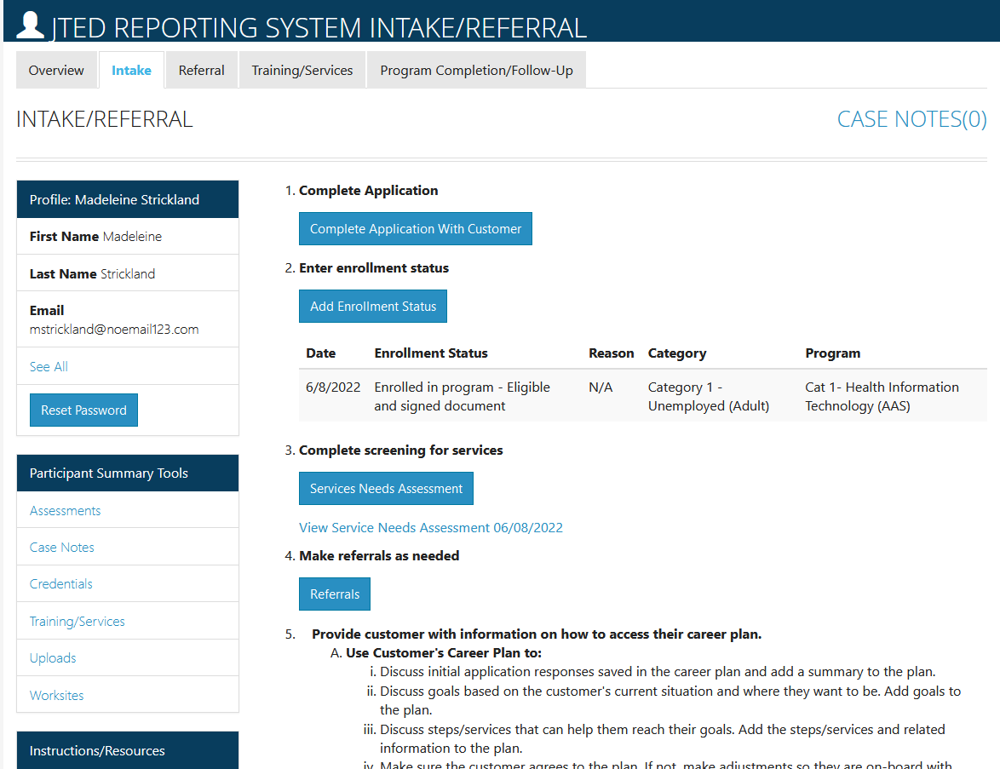 JTED REPORTING SYSTEM INTAKE/REFERRAL
Overview Intake Referral Training/Services Program Completion/Follow-Up
INTAKE/REFERRAL
CASE NOTES(0)
Profile: Madeleine Strickland
First Name Madeleine
Last Name Strickland
Email
mstrickland@noemail123.com
See All
Reset Password
Participant Summary Tools
Assessments
Case Notes
Credentials
Training/Services
Uploads
Worksites
Instructions/Resources
1. Complete Application
Complete Application With Customer
2. Enter enrollment status
Add Enrollment Status
Date Enrollment Status Reason Category Program
6/8/2022 Enrolled in program - Eligible N/A Category 1 - Cat 1- Health Information
and signed document Unemployed (Adult) Technology (AAS)
3. Complete screening for services
Services Needs Assessment
View Service Needs Assessment 06/08/2022
4. Make referrals as needed
Referrals
5. Provide customer with information on how to access their career plan.
A. Use Customer's Career Plan to:
i. Discuss initial application responses saved in the career plan and add a summary to the plan.
ii. Discuss goals based on the customer's current situation and where they want to be. Add goals to
the plan.
iii. Discuss steps/services that can help them reach their goals. Add the steps/services and related
information to the plan.
iv. Make sure the customer agrees to the plan. If not, make adjustments so they are on-board with